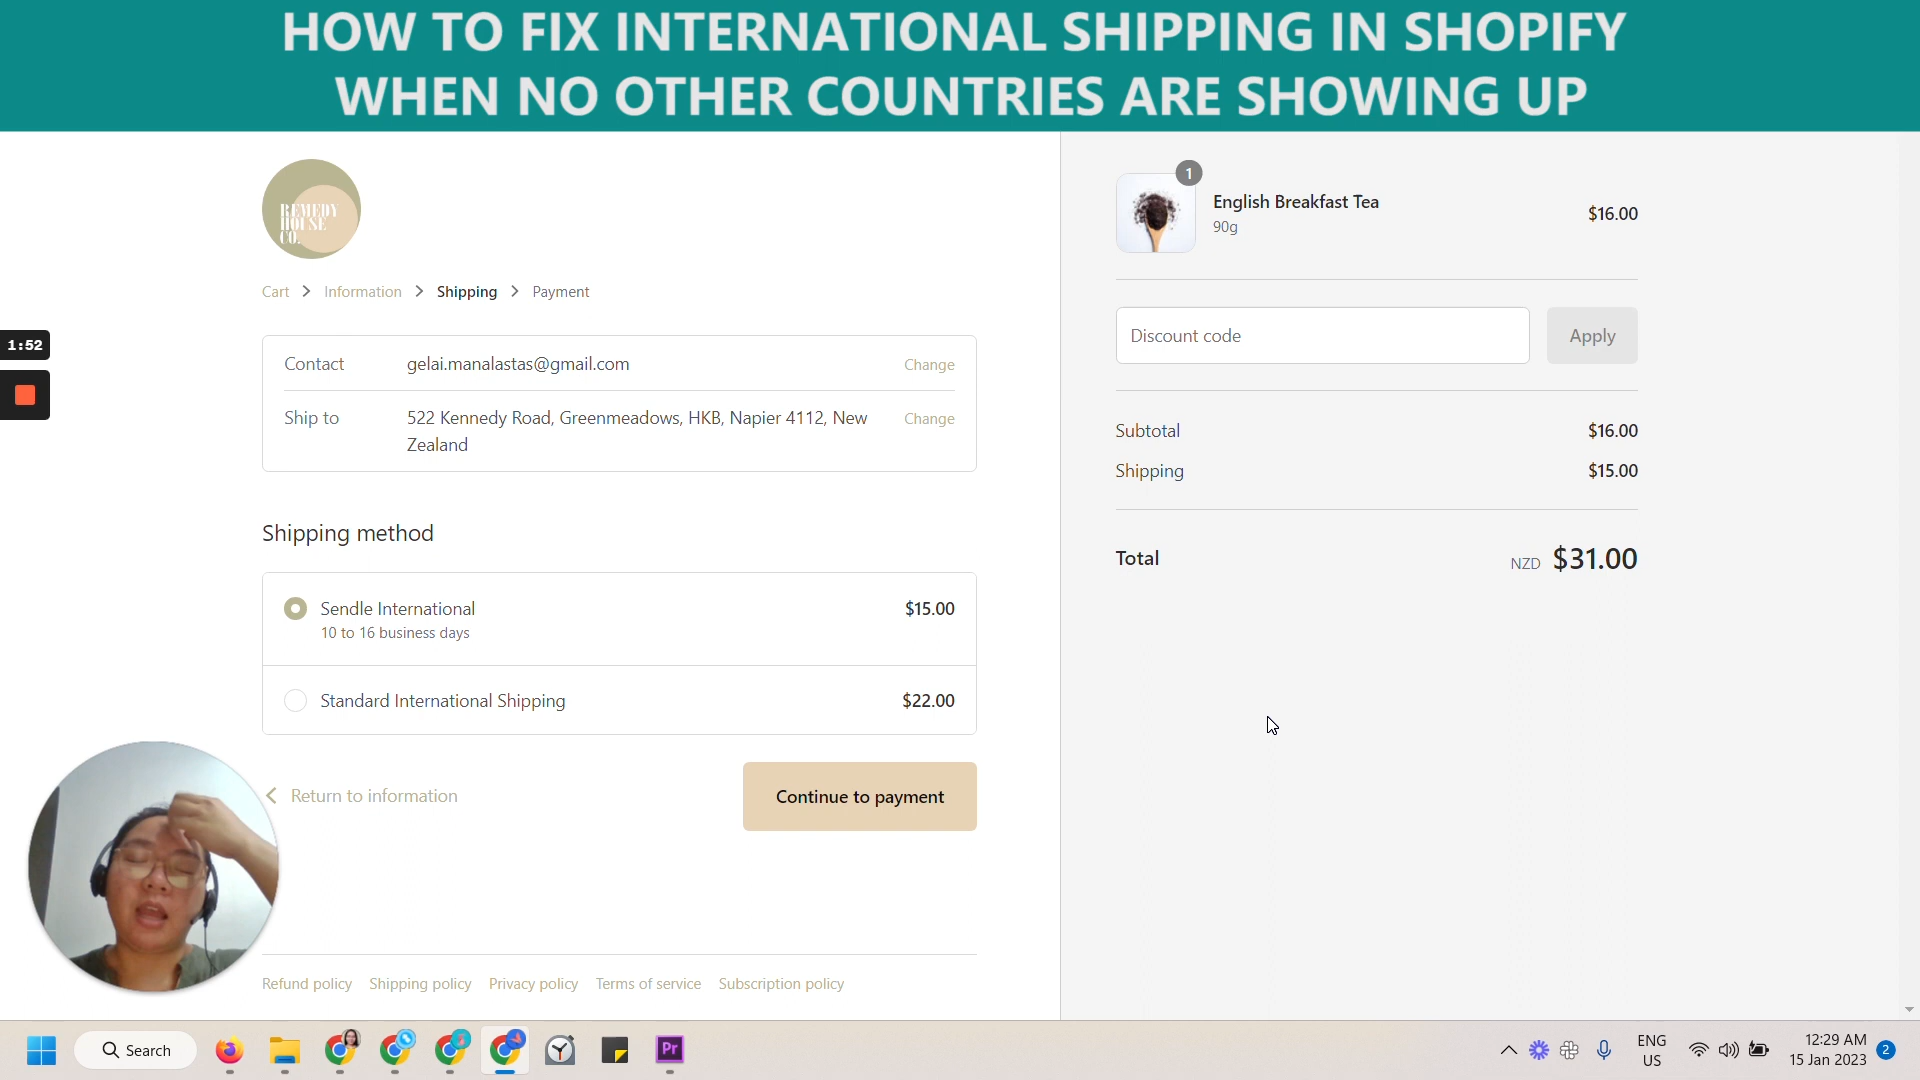 HOW TO FIX INTERNATIONAL SHIPPING IN SHOPIFY
WHEN NO OTHER COUNTRIES ARE SHOWING UP
REMEDY
HOUSE
CO.
Cart > Information > Shipping > Payment
1:52
Contact gelai.manalastas@gmail.com Change
Ship to 522 Kennedy Road, Greenmeadows, HKB, Napier 4112, New Change
Zealand
Shipping method
Sendle International $15.00
10 to 16 business days
Standard International Shipping $22.00
Return to information
Continue to payment
Refund policy Shipping policy Privacy policy Terms of service Subscription policy
1
English Breakfast Tea
90g
$16.00
Discount code Apply
Subtotal $16.00
Shipping $15.00
Total NZD $31.00
Search
Pr
ENG
US
12:29 AM
15 Jan 2023
2